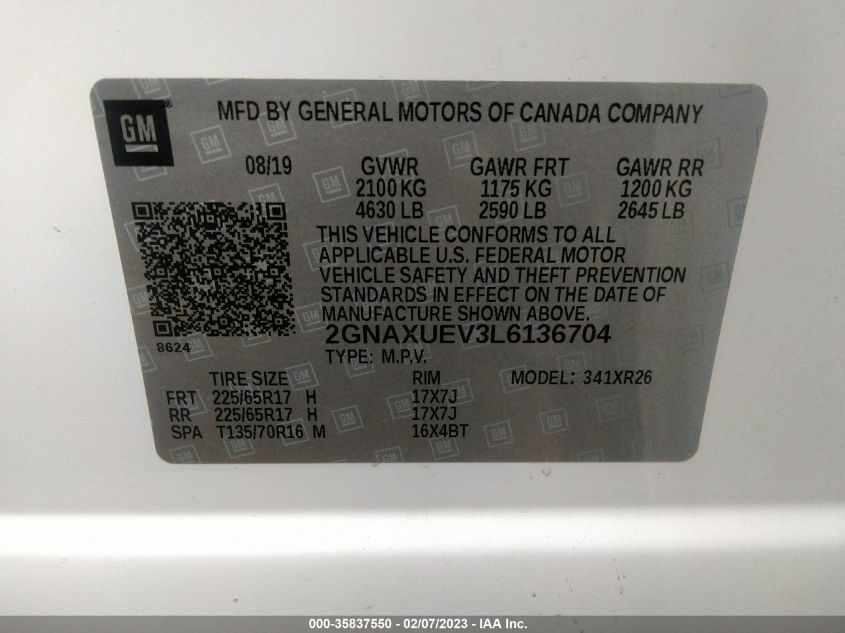 GM
MFD BY GENERAL MOTORS OF CANADA COMPANY
08/19 GVWR GAWR FRT GAWR RR
2100 KG 1175 KG 1200 KG
4630 LB 2590 LB 2645 LB
THIS VEHICLE CONFORMS TO ALL
APPLICABLE U.S. FEDERAL MOTOR
VEHICLE SAFETY AND THEFT PREVENTION
STANDARDS IN EFFECT ON THE DATE OF
MANUFACTURE SHOWN ABOVE.
2GNAXUEV3L6136704
8624
TYPE: M.P.V.
TIRE SIZE RIM MODEL: 341XR26
FRT 225/65R17 H 17X7J
RR 225/65R17 H 17X7J
SPA T135/70R16 M 16X4BT
000-35837550 - 02/07/2023 - IAA Inc.